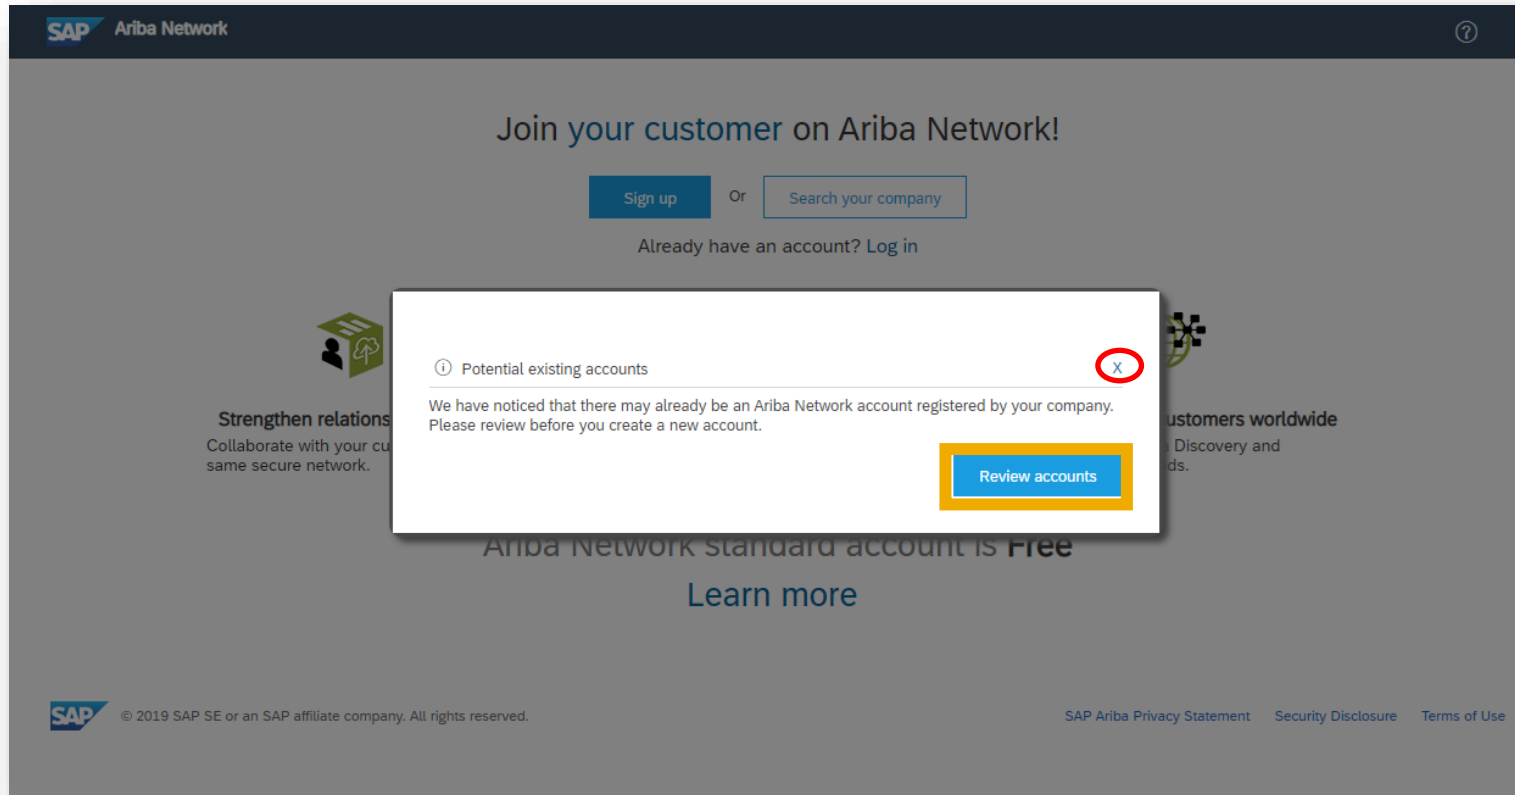 SAP Ariba Network
?
Join your customer on Ariba Network!
Sign up Or Search your company
Already have an account? Log in
Potential existing accounts X
We have noticed that there may already be an Ariba Network account registered by your company.
Please review before you create a new account.
Review accounts
Strengthen relations
Collaborate with your cu
same secure network.
ustomers worldwide
Discovery and
ds.
Ariba Network standard account is Free
Learn more
SAP © 2019 SAP SE or an SAP affiliate company. All rights reserved. SAP Ariba Privacy Statement Security Disclosure Terms of Use